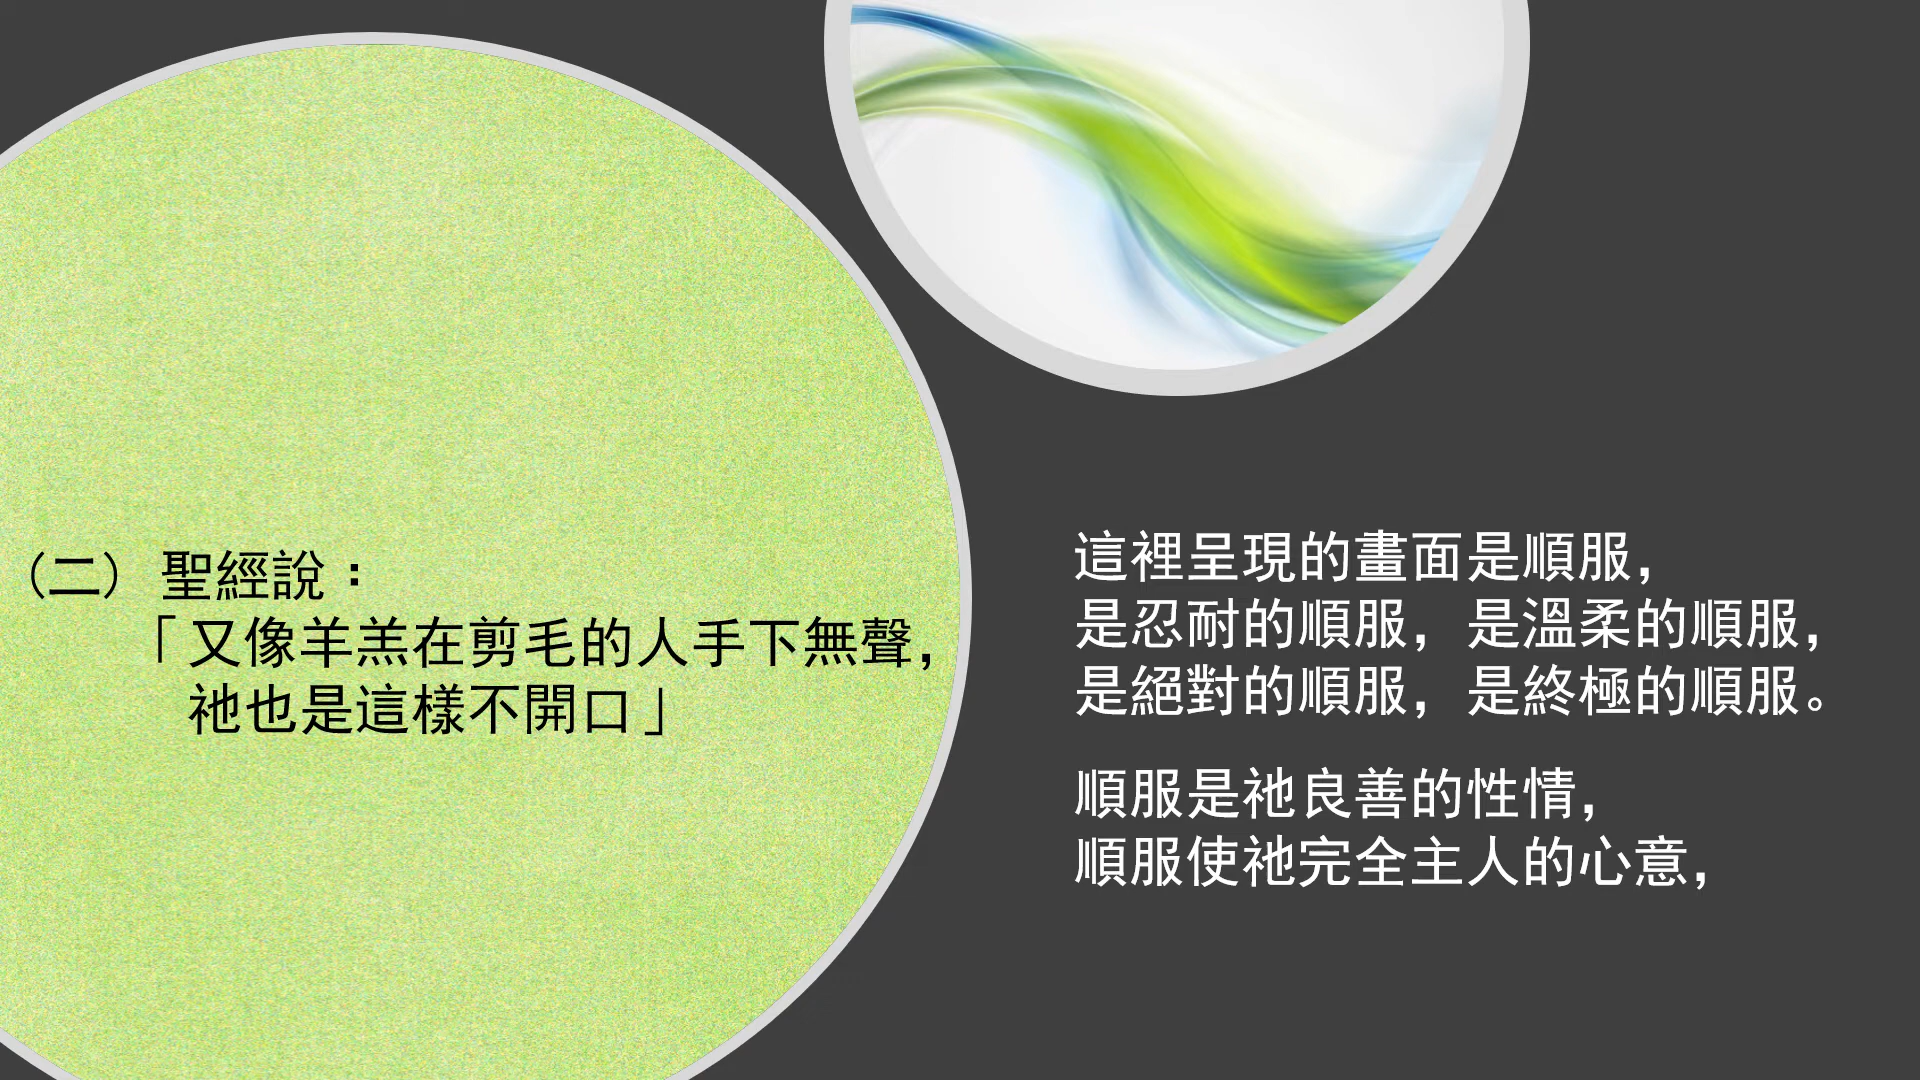 (二) 聖經說：
「又像羊羔在剪毛的人手下無聲，
祂也是這樣不開口」
這裡呈現的畫面是順服，
是忍耐的順服，是溫柔的順服，
是絕對的順服，是終極的順服。
順服是祂良善的性情，
順服使祂完全主人的心意，